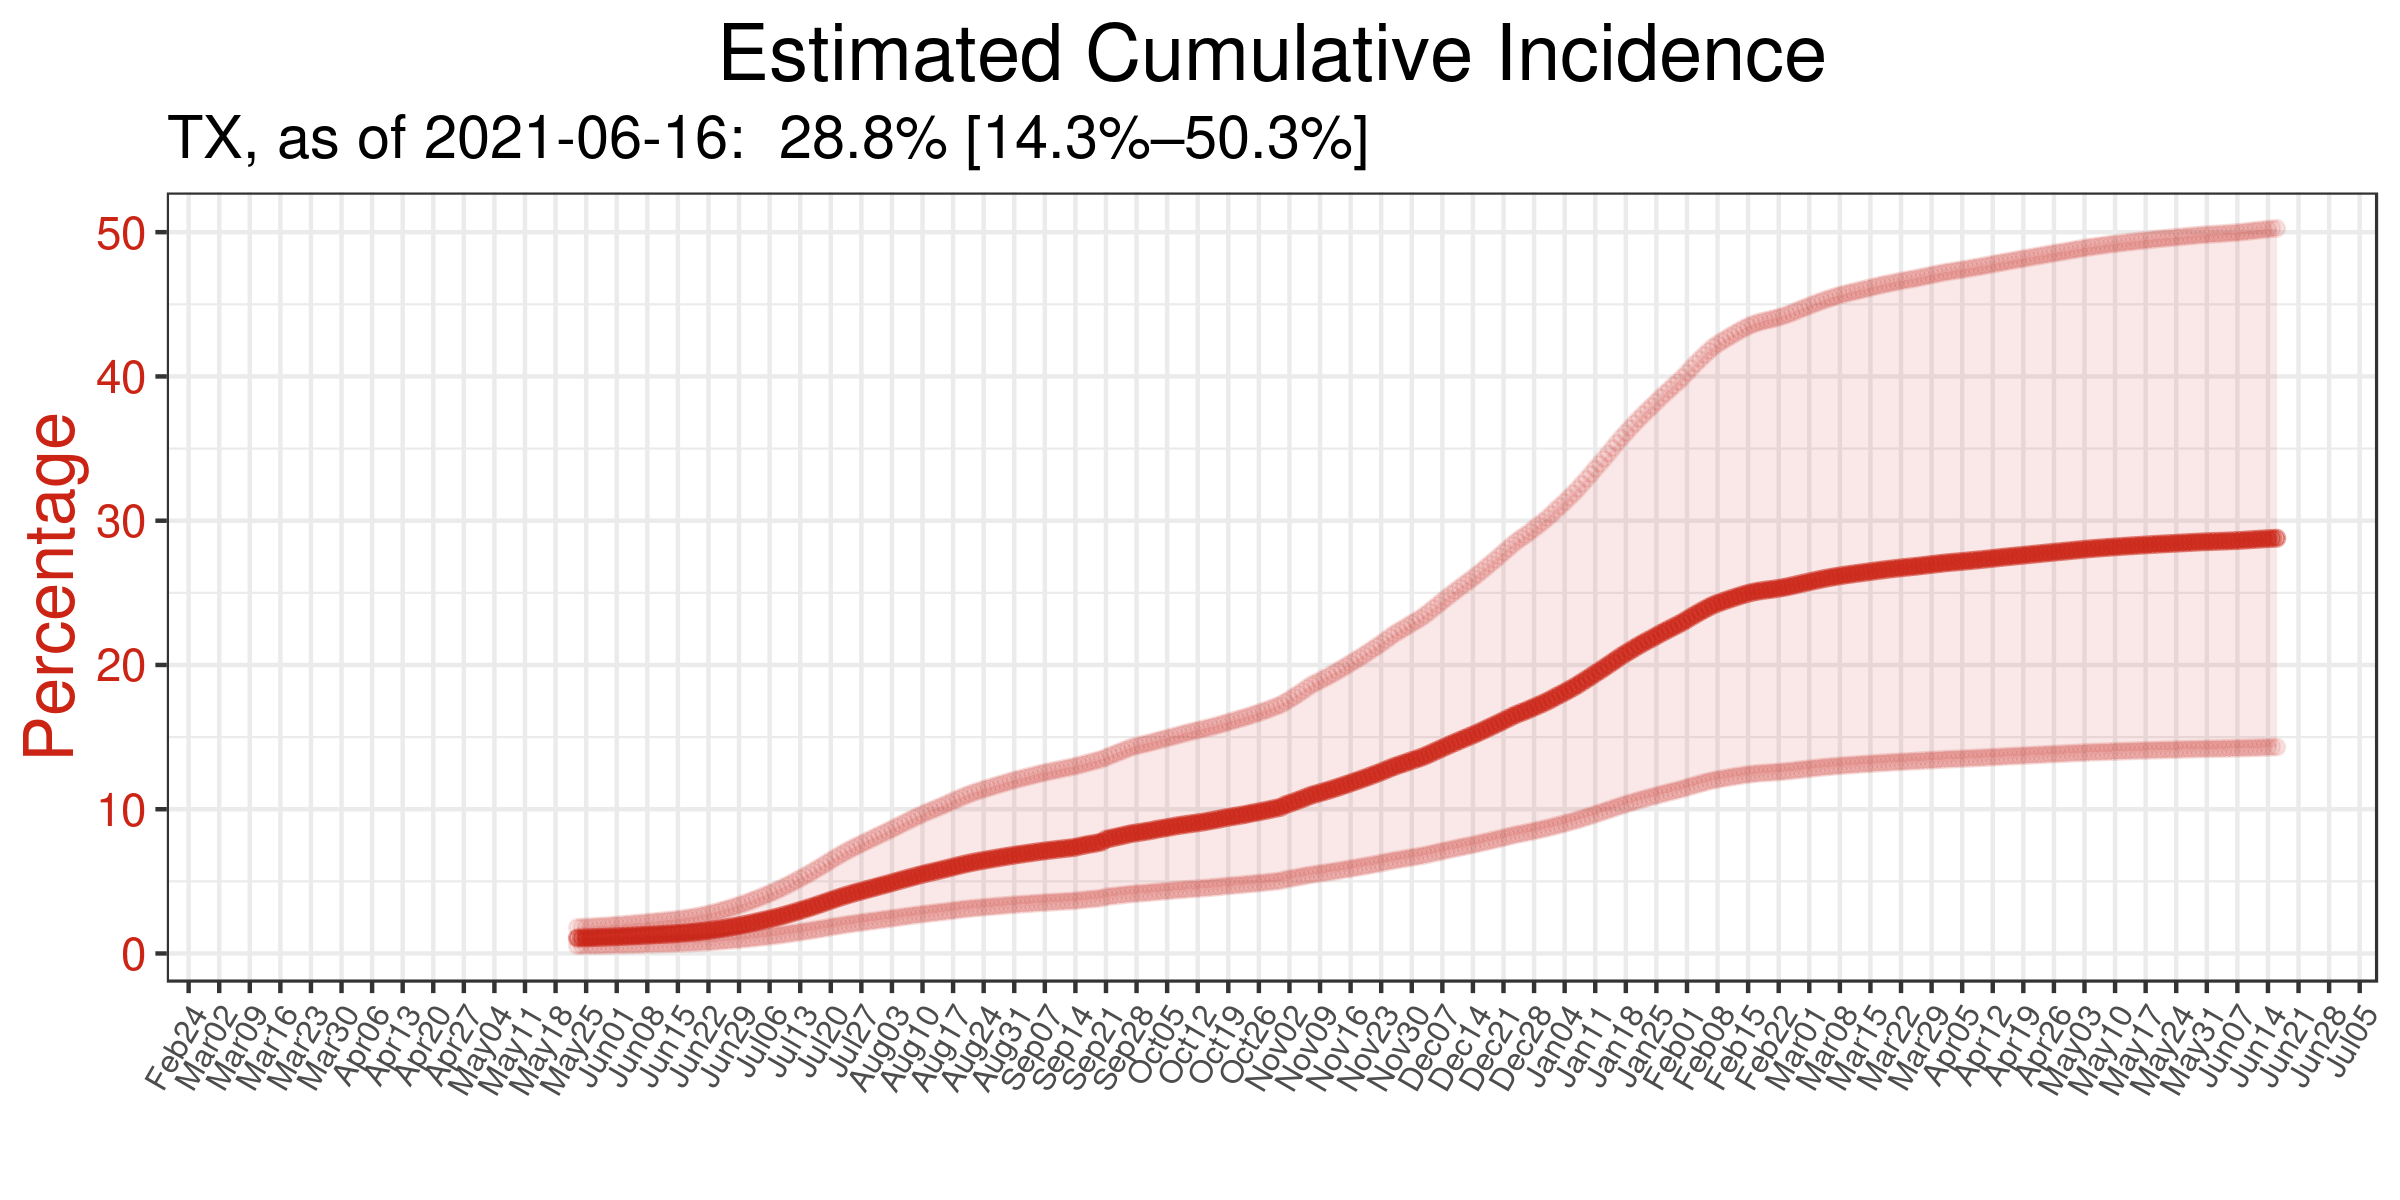 Estimated Cumulative Incidence
TX, as of 2021-06-16:  28.8% [14.3%–50.3%]
Percentage
50
40
30
20
10
0
Feb24
Mar02
Mar09
Mar16
Mar23
Mar30
Apr06
Apr13
Apr20
Apr27
May04
May11
May18
May25
Jun01
Jun08
Jun15
Jun22
Jun29
Jul06
Jul13
Jul20
Jul27
Aug03
Aug10
Aug17
Aug24
Aug31
Sep07
Sep14
Sep21
Sep28
Oct05
Oct12
Oct19
Oct26
Nov02
Nov09
Nov16
Nov23
Nov30
Dec07
Dec14
Dec21
Dec28
Jan04
Jan11
Jan18
Jan25
Feb01
Feb08
Feb15
Feb22
Mar01
Mar08
Mar15
Mar22
Mar29
Apr05
Apr12
Apr19
Apr26
May03
May10
May17
May24
May31
Jun07
Jun14
Jun21
Jun28
Jul05